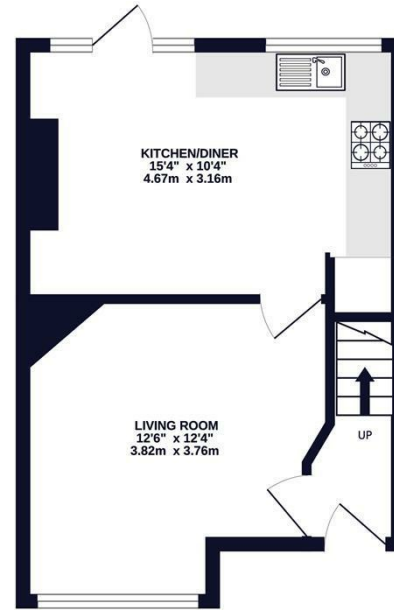 KITCHEN/DINER
15'4" x 10'4"
4.67m x 3.16m
LIVING ROOM
12'6" x 12'4"
3.82m x 3.76m
UP